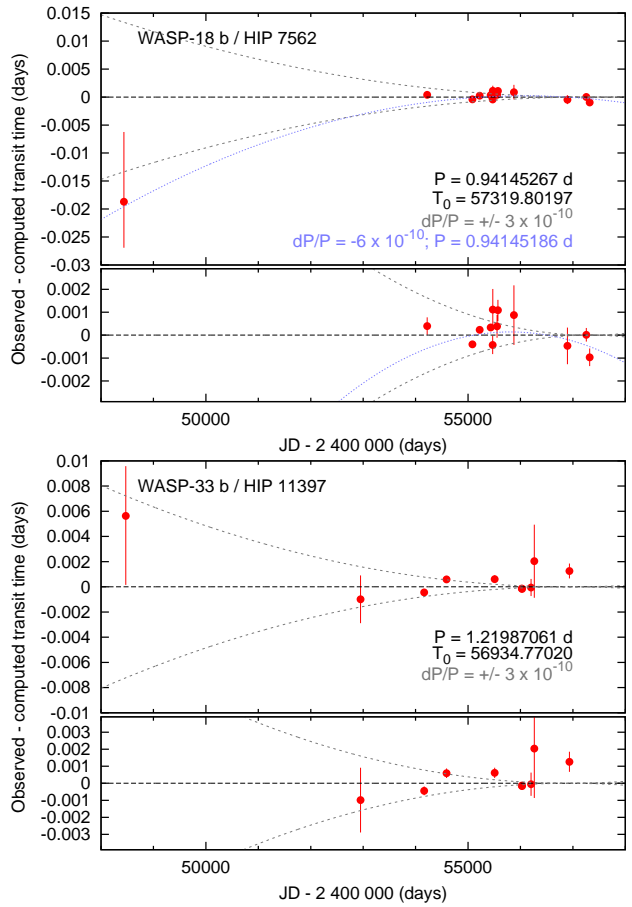 WASP-18 b / HIP 7562
Observed - computed transit time (days)
0.015
0.01
0.005
0
-0.005
-0.01
-0.015
-0.02
-0.025
-0.03
P = 0.94145267 d
T0 = 57319.80197
dP/P = +/- 3 x 10-10
dP/P = -6 x 10-10; P = 0.94145186 d
0.002
0.001
0
-0.001
-0.002
50000
55000
JD - 2 400 000 (days)
WASP-33 b / HIP 11397
Observed - computed transit time (days)
0.01
0.008
0.006
0.004
0.002
0
-0.002
-0.004
-0.006
-0.008
-0.01
P = 1.21987061 d
T0 = 56934.77020
dP/P = +/- 3 x 10-10
0.003
0.002
0.001
0
-0.001
-0.002
-0.003
50000
55000
JD - 2 400 000 (days)